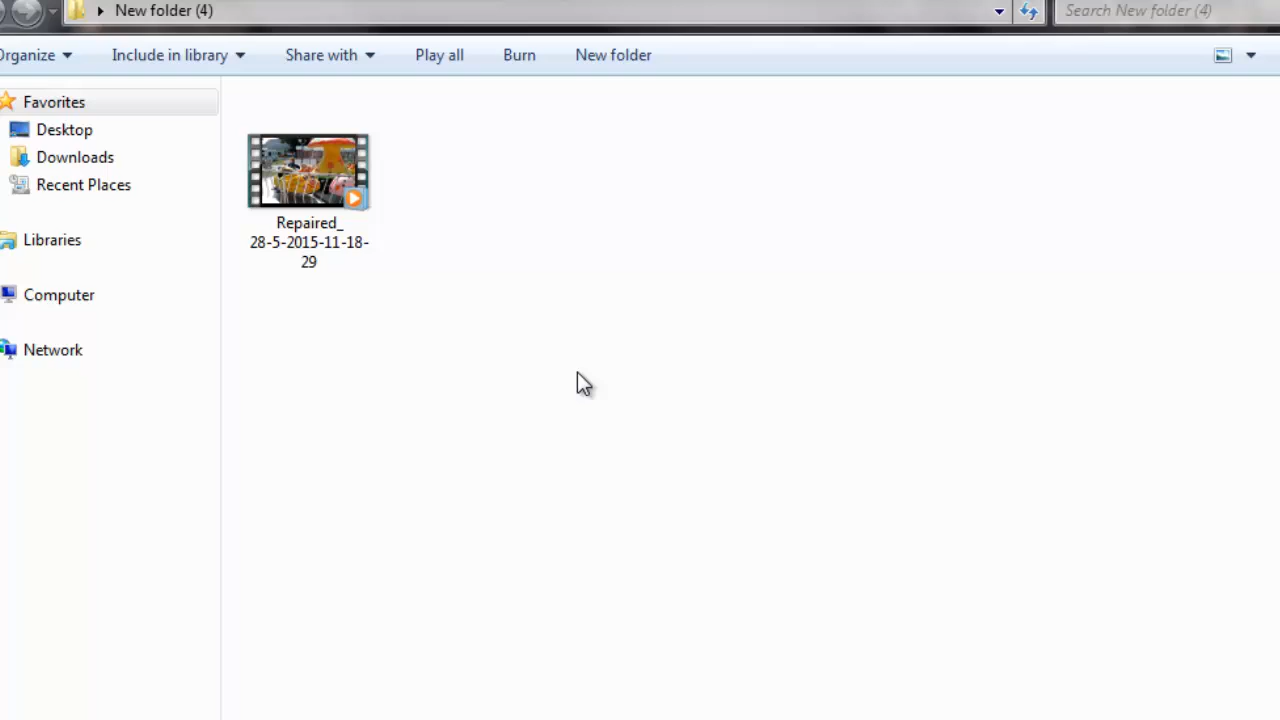 New folder (4)
Search New folder (4)
Organize
Include in library
Share with
Play all
Burn
New folder
Favorites
Desktop
Downloads
Recent Places
Libraries
Computer
Network
Repaired_
28-5-2015-11-18-
29